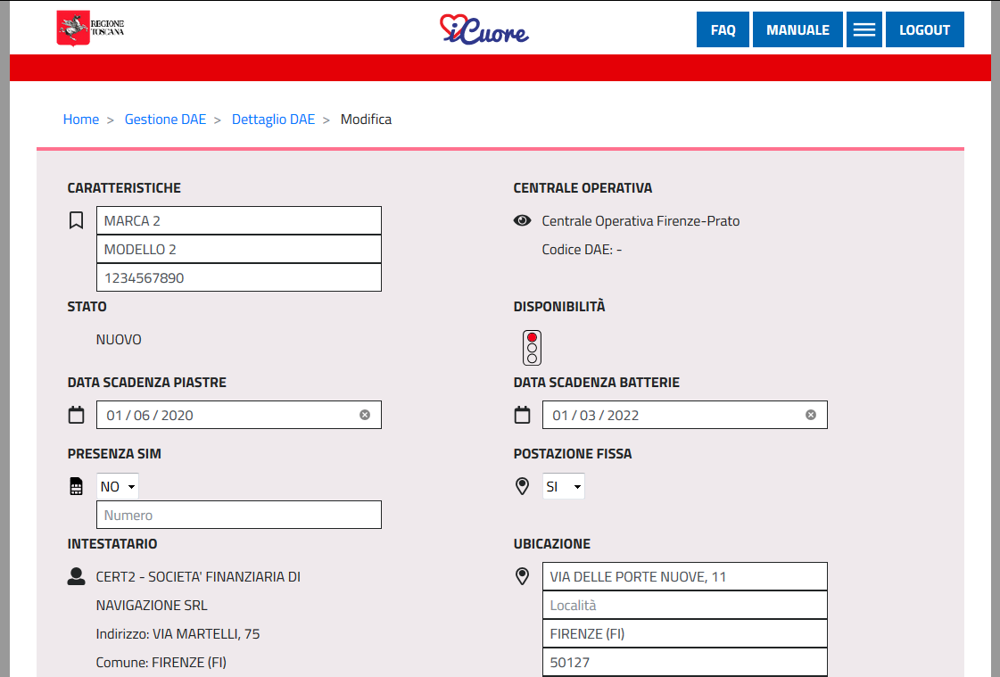 REGIONE
TOSCANA
iCuore
FAQ
MANUALE
LOGOUT
Home > Gestione DAE > Dettaglio DAE > Modifica
CARATTERISTICHE
MARCA 2
MODELLO 2
1234567890
CENTRALE OPERATIVA
Centrale Operativa Firenze-Prato
Codice DAE: -
STATO
NUOVO
DISPONIBILITÀ
DATA SCADENZA PIASTRE
01 / 06 / 2020
DATA SCADENZA BATTERIE
01 / 03 / 2022
PRESENZA SIM
NO
Numero
POSTAZIONE FISSA
SI
INTESTATARIO
CERT2 - SOCIETA' FINANZIARIA DI
NAVIGAZIONE SRL
Indirizzo: VIA MARTELLI, 75
Comune: FIRENZE (FI)
UBICAZIONE
VIA DELLE PORTE NUOVE, 11
Località
FIRENZE (FI)
50127